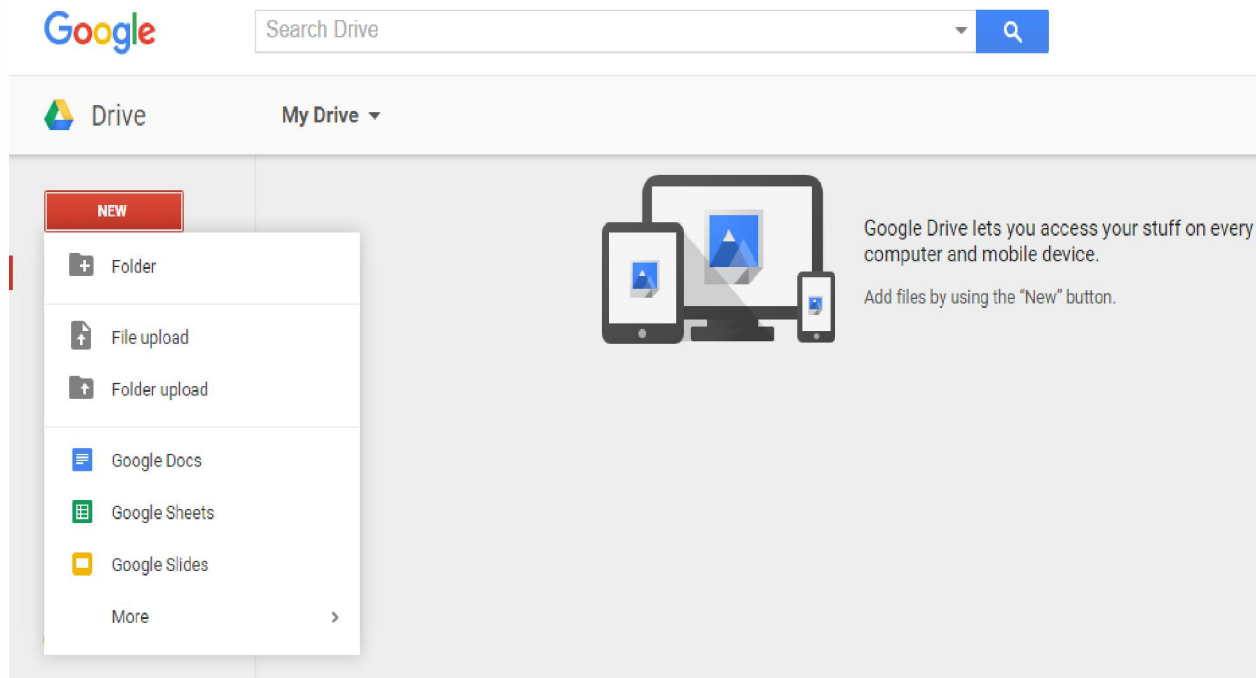 Google
Search Drive
Drive
My Drive
NEW
Folder
File upload
Folder upload
Google Docs
Google Sheets
Google Slides
More
Google Drive lets you access your stuff on every
computer and mobile device.
Add files by using the “New” button.